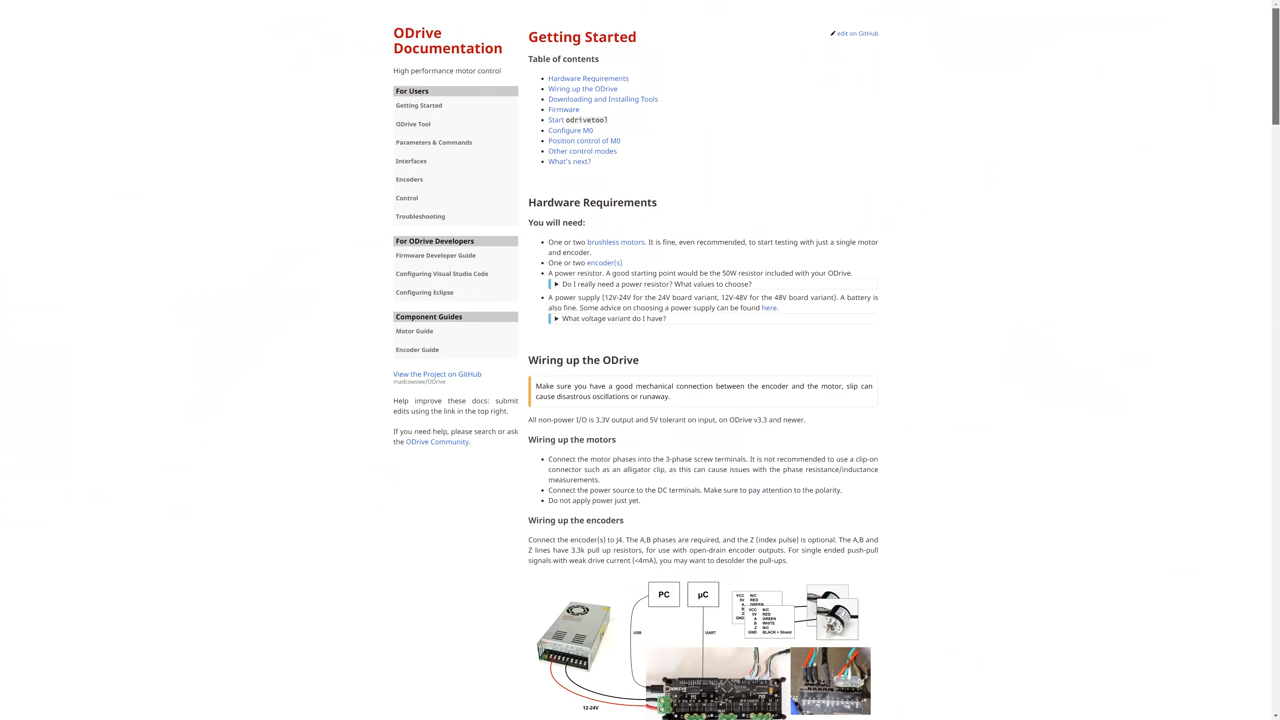 ODrive
Documentation
High performance motor control
For Users
Getting Started
ODrive Tool
Parameters & Commands
Interfaces
Encoders
Control
Troubleshooting
For ODrive Developers
Firmware Developer Guide
Configuring Visual Studio Code
Configuring Eclipse
Component Guides
Motor Guide
Encoder Guide
View the Project on GitHub
madcowswe/ODrive
Help improve these docs: submit
edits using the link in the top right.
If you need help, please search or ask
the ODrive Community.
Getting Started
edit on GitHub
Table of contents
Hardware Requirements
Wiring up the ODrive
Downloading and Installing Tools
Firmware
Start odrivetool
Configure M0
Position control of M0
Other control modes
What's next?
Hardware Requirements
You will need:
One or two brushless motors. It is fine, even recommended, to start testing with just a single motor
and encoder.
One or two encoder(s)
A power resistor. A good starting point would be the 50W resistor included with your ODrive.
Do I really need a power resistor? What values to choose?
A power supply (12V-24V for the 24V board variant, 12V-48V for the 48V board variant). A battery is
also fine. Some advice on choosing a power supply can be found here.
What voltage variant do I have?
Wiring up the ODrive
Make sure you have a good mechanical connection between the encoder and the motor, slip can
cause disastrous oscillations or runaway.
All non-power I/O is 3.3V output and 5V tolerant on input, on ODrive v3.3 and newer.
Wiring up the motors
Connect the motor phases into the 3-phase screw terminals. It is not recommended to use a clip-on
connector such as an alligator clip, as this can cause issues with the phase resistance/inductance
measurements.
Connect the power source to the DC terminals. Make sure to pay attention to the polarity.
Do not apply power just yet.
Wiring up the encoders
Connect the encoder(s) to J4. The A,B phases are required, and the Z (index pulse) is optional. The A,B and
Z lines have 3.3k pull up resistors, for use with open-drain encoder outputs. For single ended push-pull
signals with weak drive current (<4mA), you may want to desolder the pull-ups.
PC
µC
VCC N/C
5V RED
A GREEN
B
Z
GND
VCC N/C
5V RED
A GREEN
B WHITE
Z N/C
GND BLACK + Shield
USB
UART
12-24V